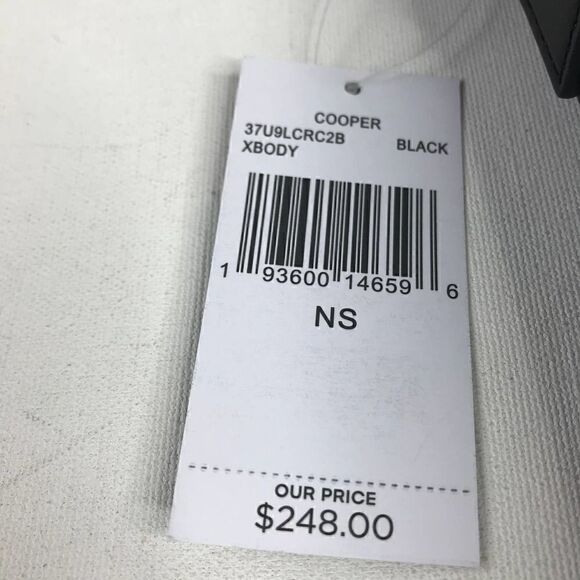 COOPER
37U9LCRC2B BLACK
XBODY
1 93600 14659 6
NS
OUR PRICE
$248.00